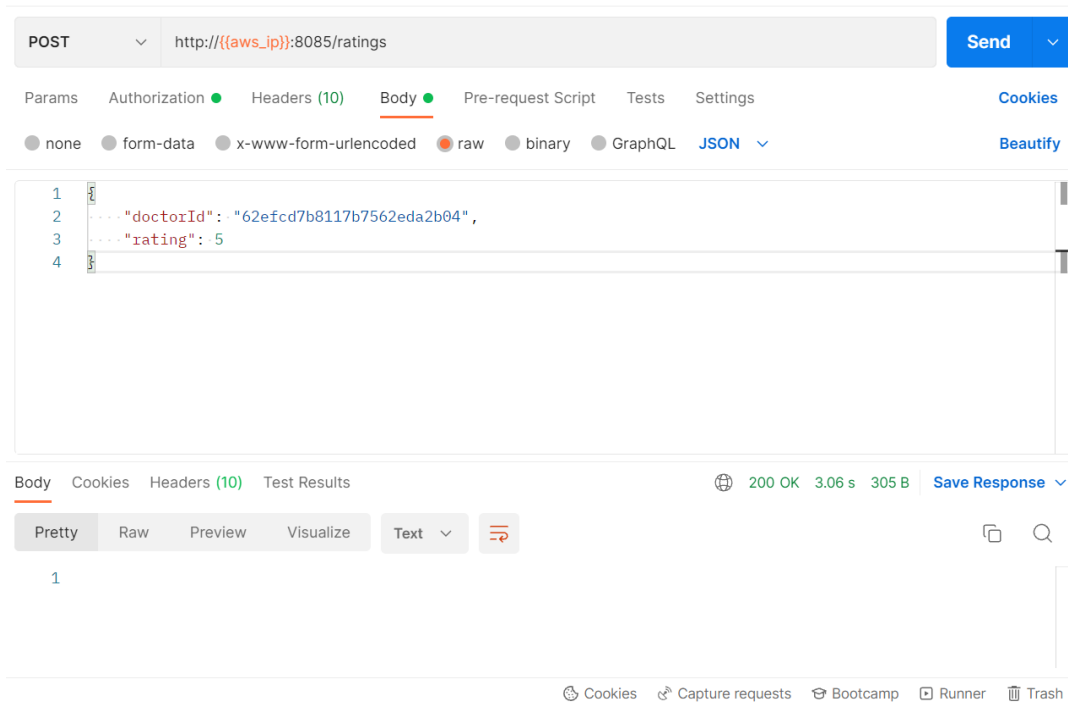 POST http://{{aws_ip}}:8085/ratings Send
Params Authorization Headers (10) Body Pre-request Script Tests Settings Cookies
none form-data x-www-form-urlencoded raw binary GraphQL JSON Beautify
1 {
2 ····"doctorId":·"62efcd7b8117b7562eda2b04",
3 ····"rating":·5
4 }
Body Cookies Headers (10) Test Results 200 OK 3.06 s 305 B Save Response
Pretty Raw Preview Visualize Text
1
Cookies Capture requests Bootcamp Runner Trash